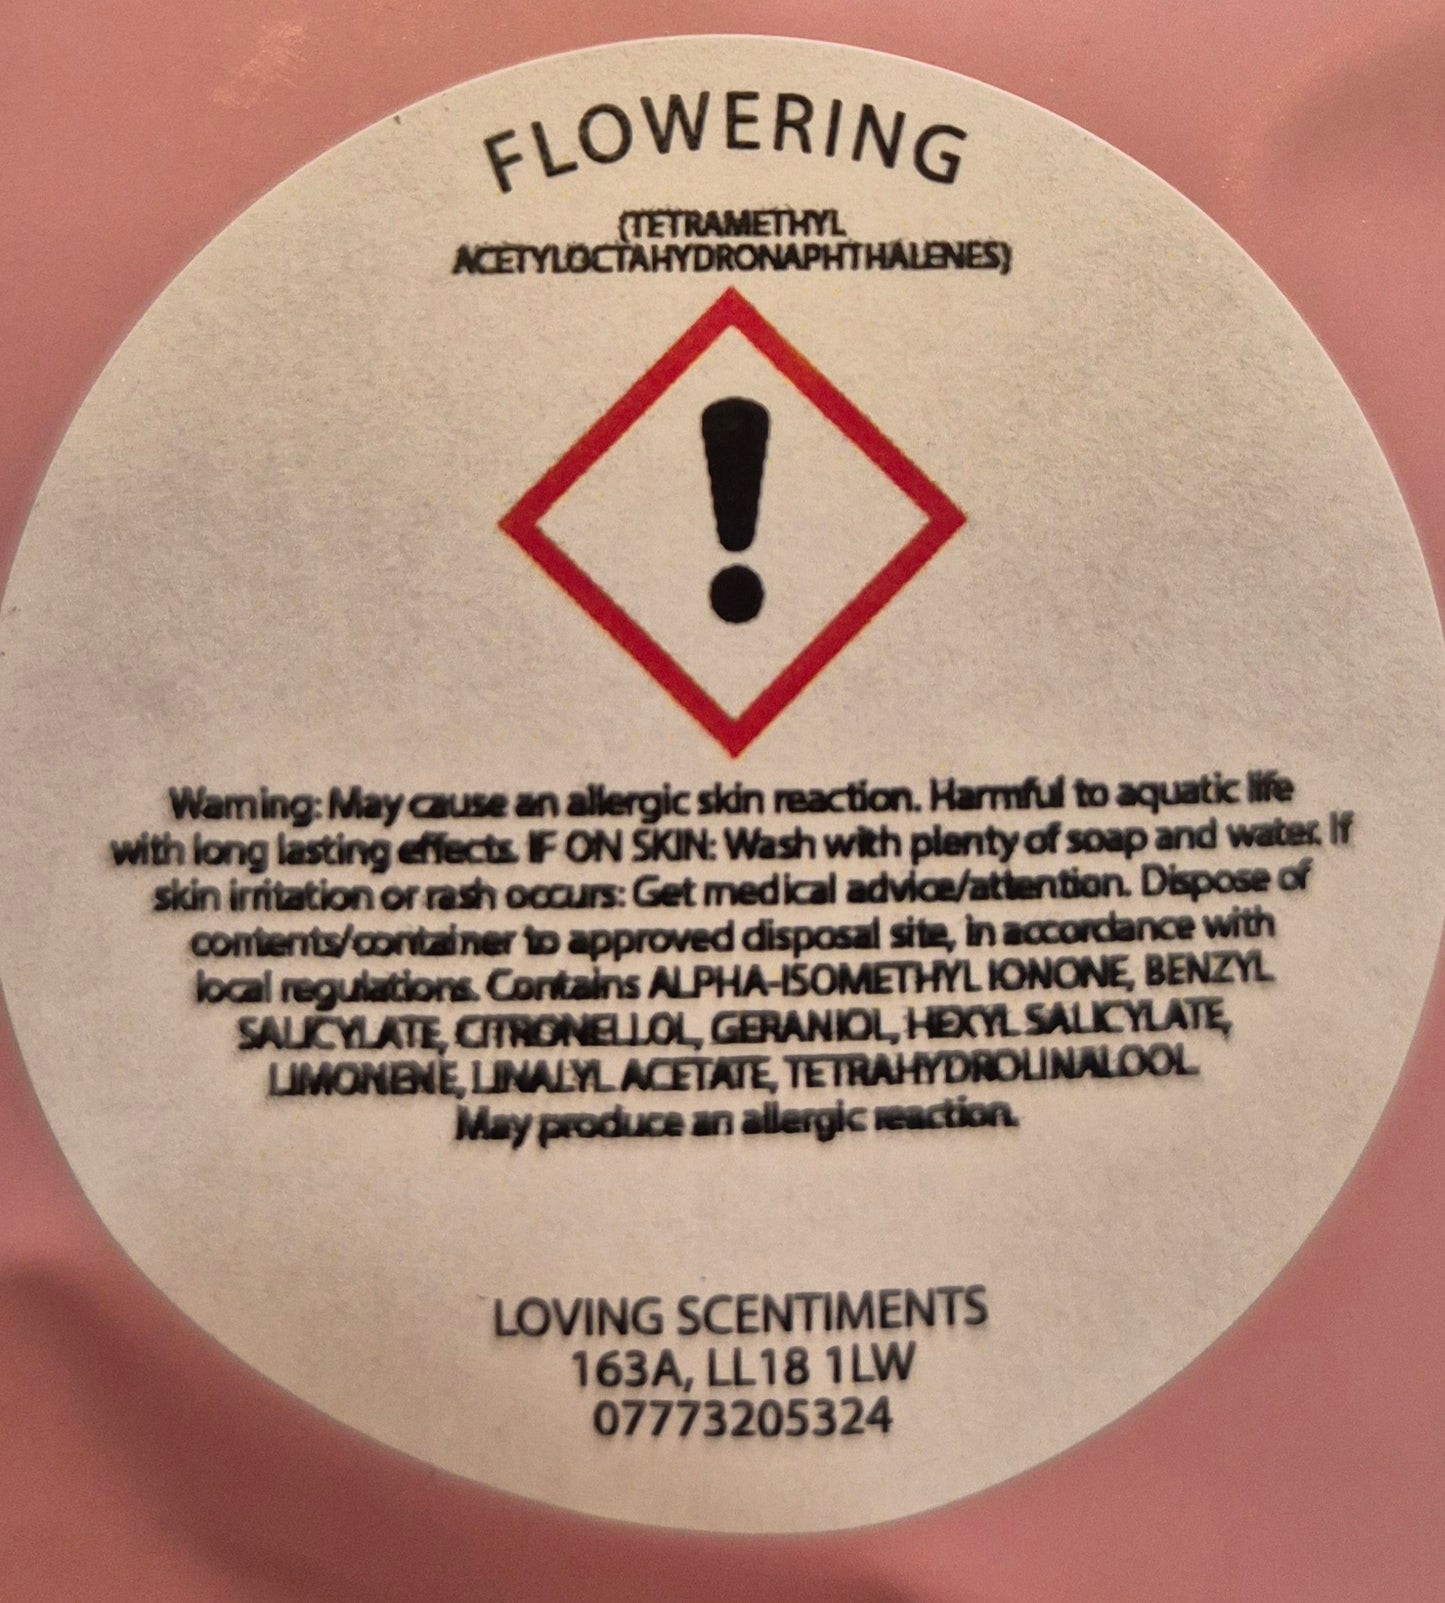 FLOWERING
(TETRAMETHYL
ACETYLOCTAHYDRONAPHTHALENES)
Warning: May cause an allergic skin reaction. Harmful to aquatic life
with long lasting effects. IF ON SKIN: Wash with plenty of soap and water. If
skin irritation or rash occurs: Get medical advice/attention. Dispose of
contents/container to approved disposal site, in accordance with
local regulations. Contains ALPHA-ISOMETHYL IONONE, BENZYL
SALICYLATE, CITRONELLOL, GERANIOL, HEXYL SALICYLATE,
LIMONENE, LINALYL ACETATE, TETRAHYDROLINALOOL.
May produce an allergic reaction.
LOVING SCENTIMENTS
163A, LL18 1LW
07773205324